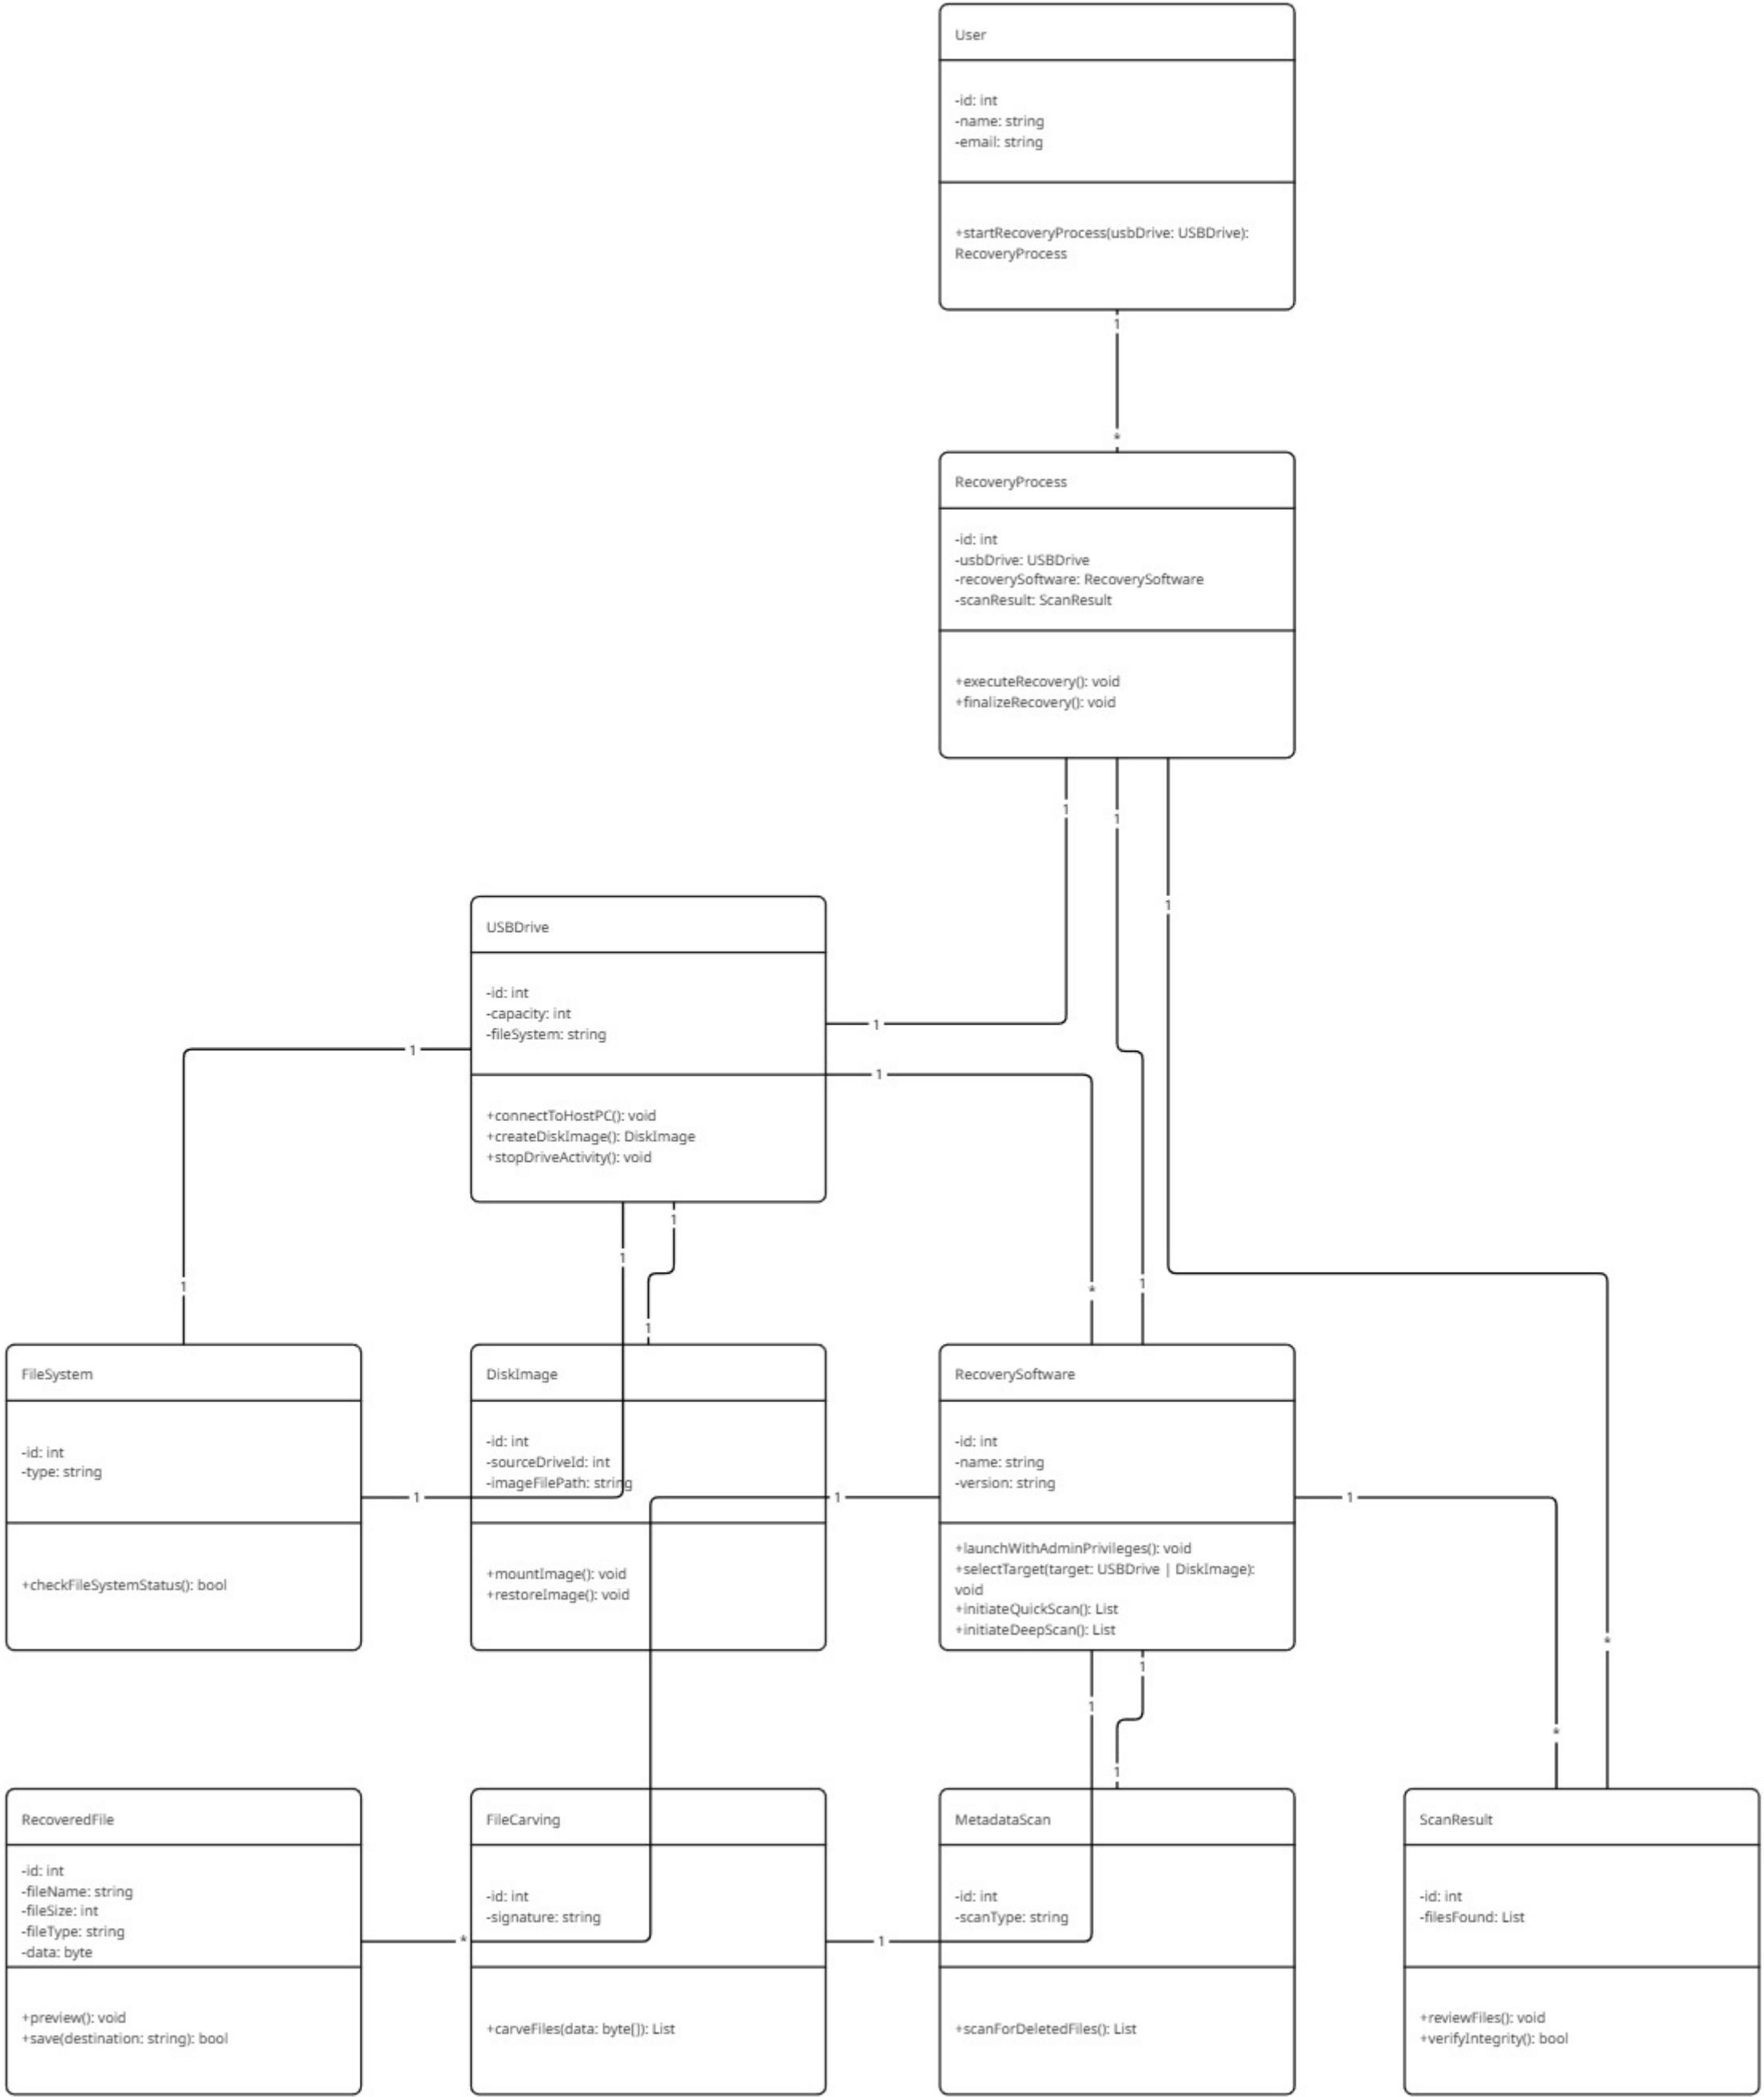 User
-id: int
-name: string
-email: string
+startRecoveryProcess(usbDrive: USBDrive):
RecoveryProcess
1
*
RecoveryProcess
-id: int
-usbDrive: USBDrive
-recoverySoftware: RecoverySoftware
-scanResult: ScanResult
+executeRecovery(): void
+finalizeRecovery(): void
1
1
1
USBDrive
-id: int
-capacity: int
-fileSystem: string
+connectToHostPC(): void
+createDiskImage(): DiskImage
+stopDriveActivity(): void
1
1
1
1
1
1
1
*
1
FileSystem
-id: int
-type: string
+checkFileSystemStatus(): bool
1
DiskImage
-id: int
-sourceDriveId: int
-imageFilePath: string
+mountImage(): void
+restoreImage(): void
1
RecoverySoftware
-id: int
-name: string
-version: string
+launchWithAdminPrivileges(): void
+selectTarget(target: USBDrive | DiskImage):
void
+initiateQuickScan(): List
+initiateDeepScan(): List
1
*
1
1
*
1
RecoveredFile
-id: int
-fileName: string
-fileSize: int
-fileType: string
-data: byte
+preview(): void
+save(destination: string): bool
*
FileCarving
-id: int
-signature: string
+carveFiles(data: byte[]): List
1
MetadataScan
-id: int
-scanType: string
+scanForDeletedFiles(): List
ScanResult
-id: int
-filesFound: List
+reviewFiles(): void
+verifyIntegrity(): bool